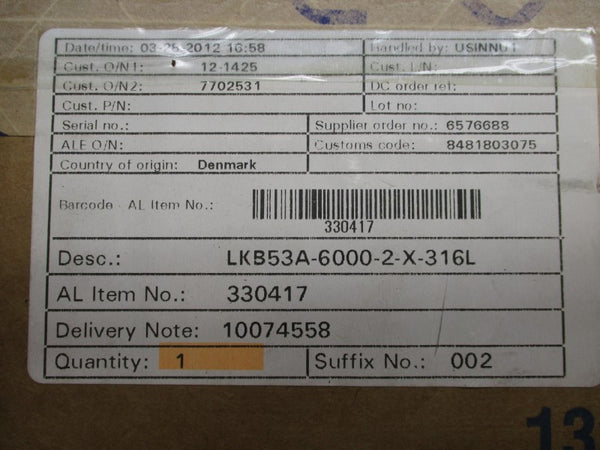 Date/time: 03-26-2012 16:58 Handled by: USINNU1
Cust. O/N1: 12-1425 Cust. L/N:
Cust. O/N2: 7702531 DC order ref:
Cust. P/N: Lot no:
Serial no.: Supplier order no.: 6576688
ALE O/N: Customs code: 8481803075
Country of origin: Denmark
Barcode - AL Item No.:
330417
Desc.: LKB53A-6000-2-X-316L
AL Item No.: 330417
Delivery Note: 10074558
Quantity: 1 Suffix No.: 002
13